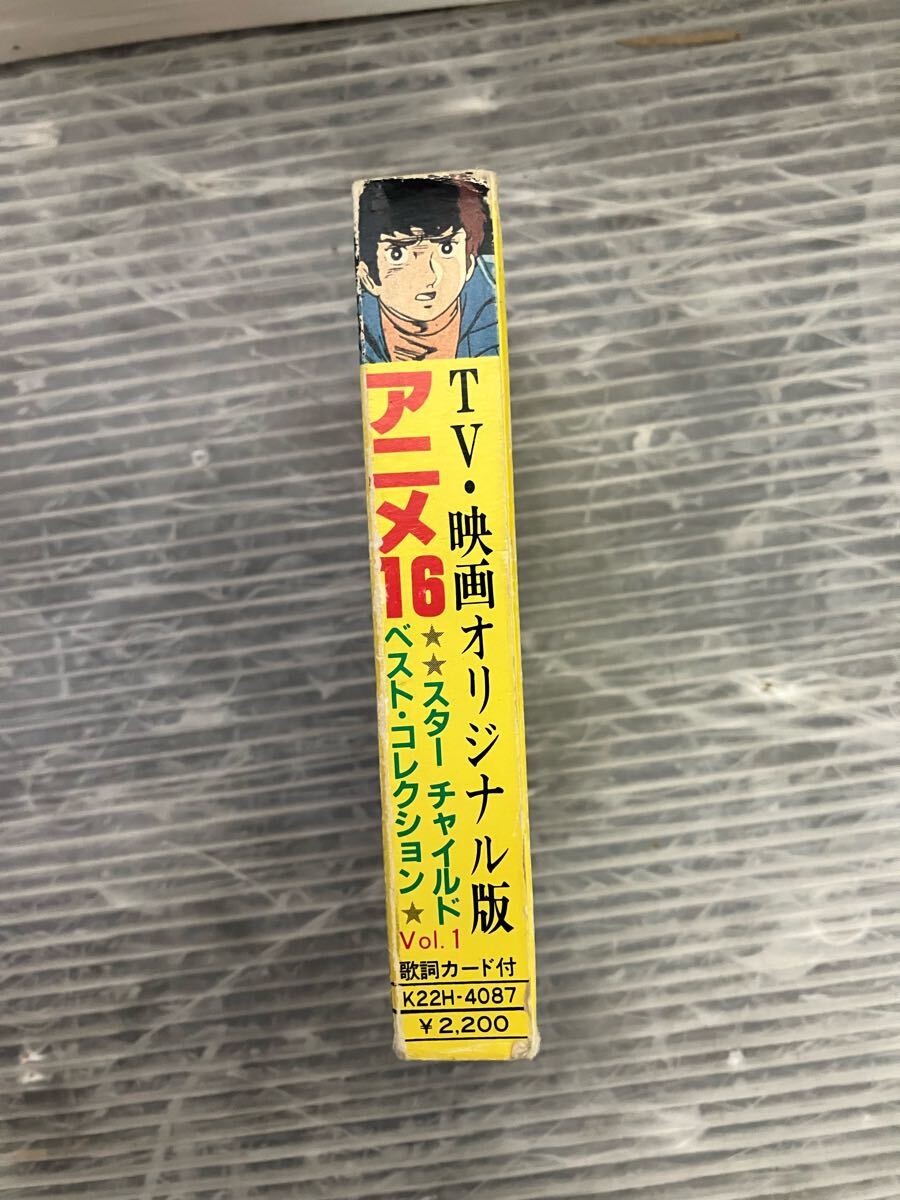 TV・映画オリジナル版
アニメ16
★★スター チャイルド
ベスト・コレクション★
Vol.1
歌詞カード付
K22H-4087
￥2,200